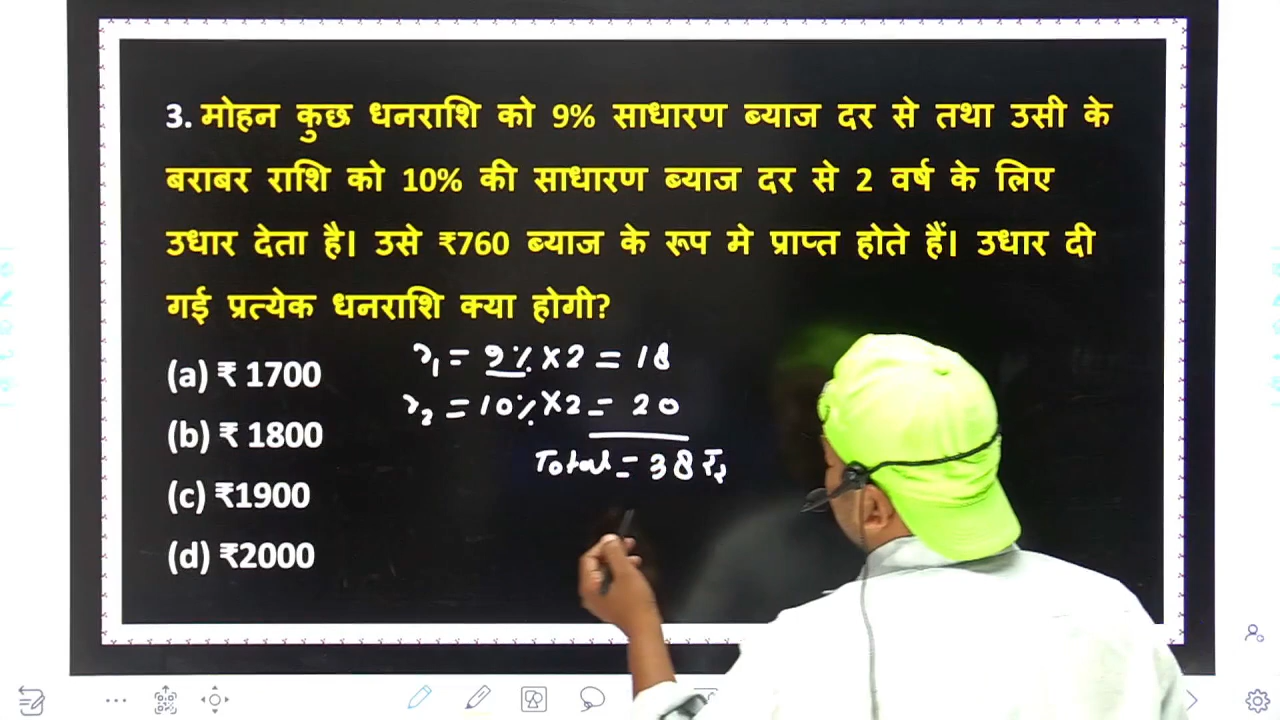 3. मोहन कुछ धनराशि को 9% साधारण ब्याज दर से तथा उसी के
बराबर राशि को 10% की साधारण ब्याज दर से 2 वर्ष के लिए
उधार देता है। उसे ₹760 ब्याज के रूप मे प्राप्त होते हैं। उधार दी
गई प्रत्येक धनराशि क्या होगी?
(a) ₹ 1700
(b) ₹ 1800
(c) ₹1900
(d) ₹2000
r₁ = 9% × 2 = 18
r₂ = 10% × 2 = 20
Total = 38